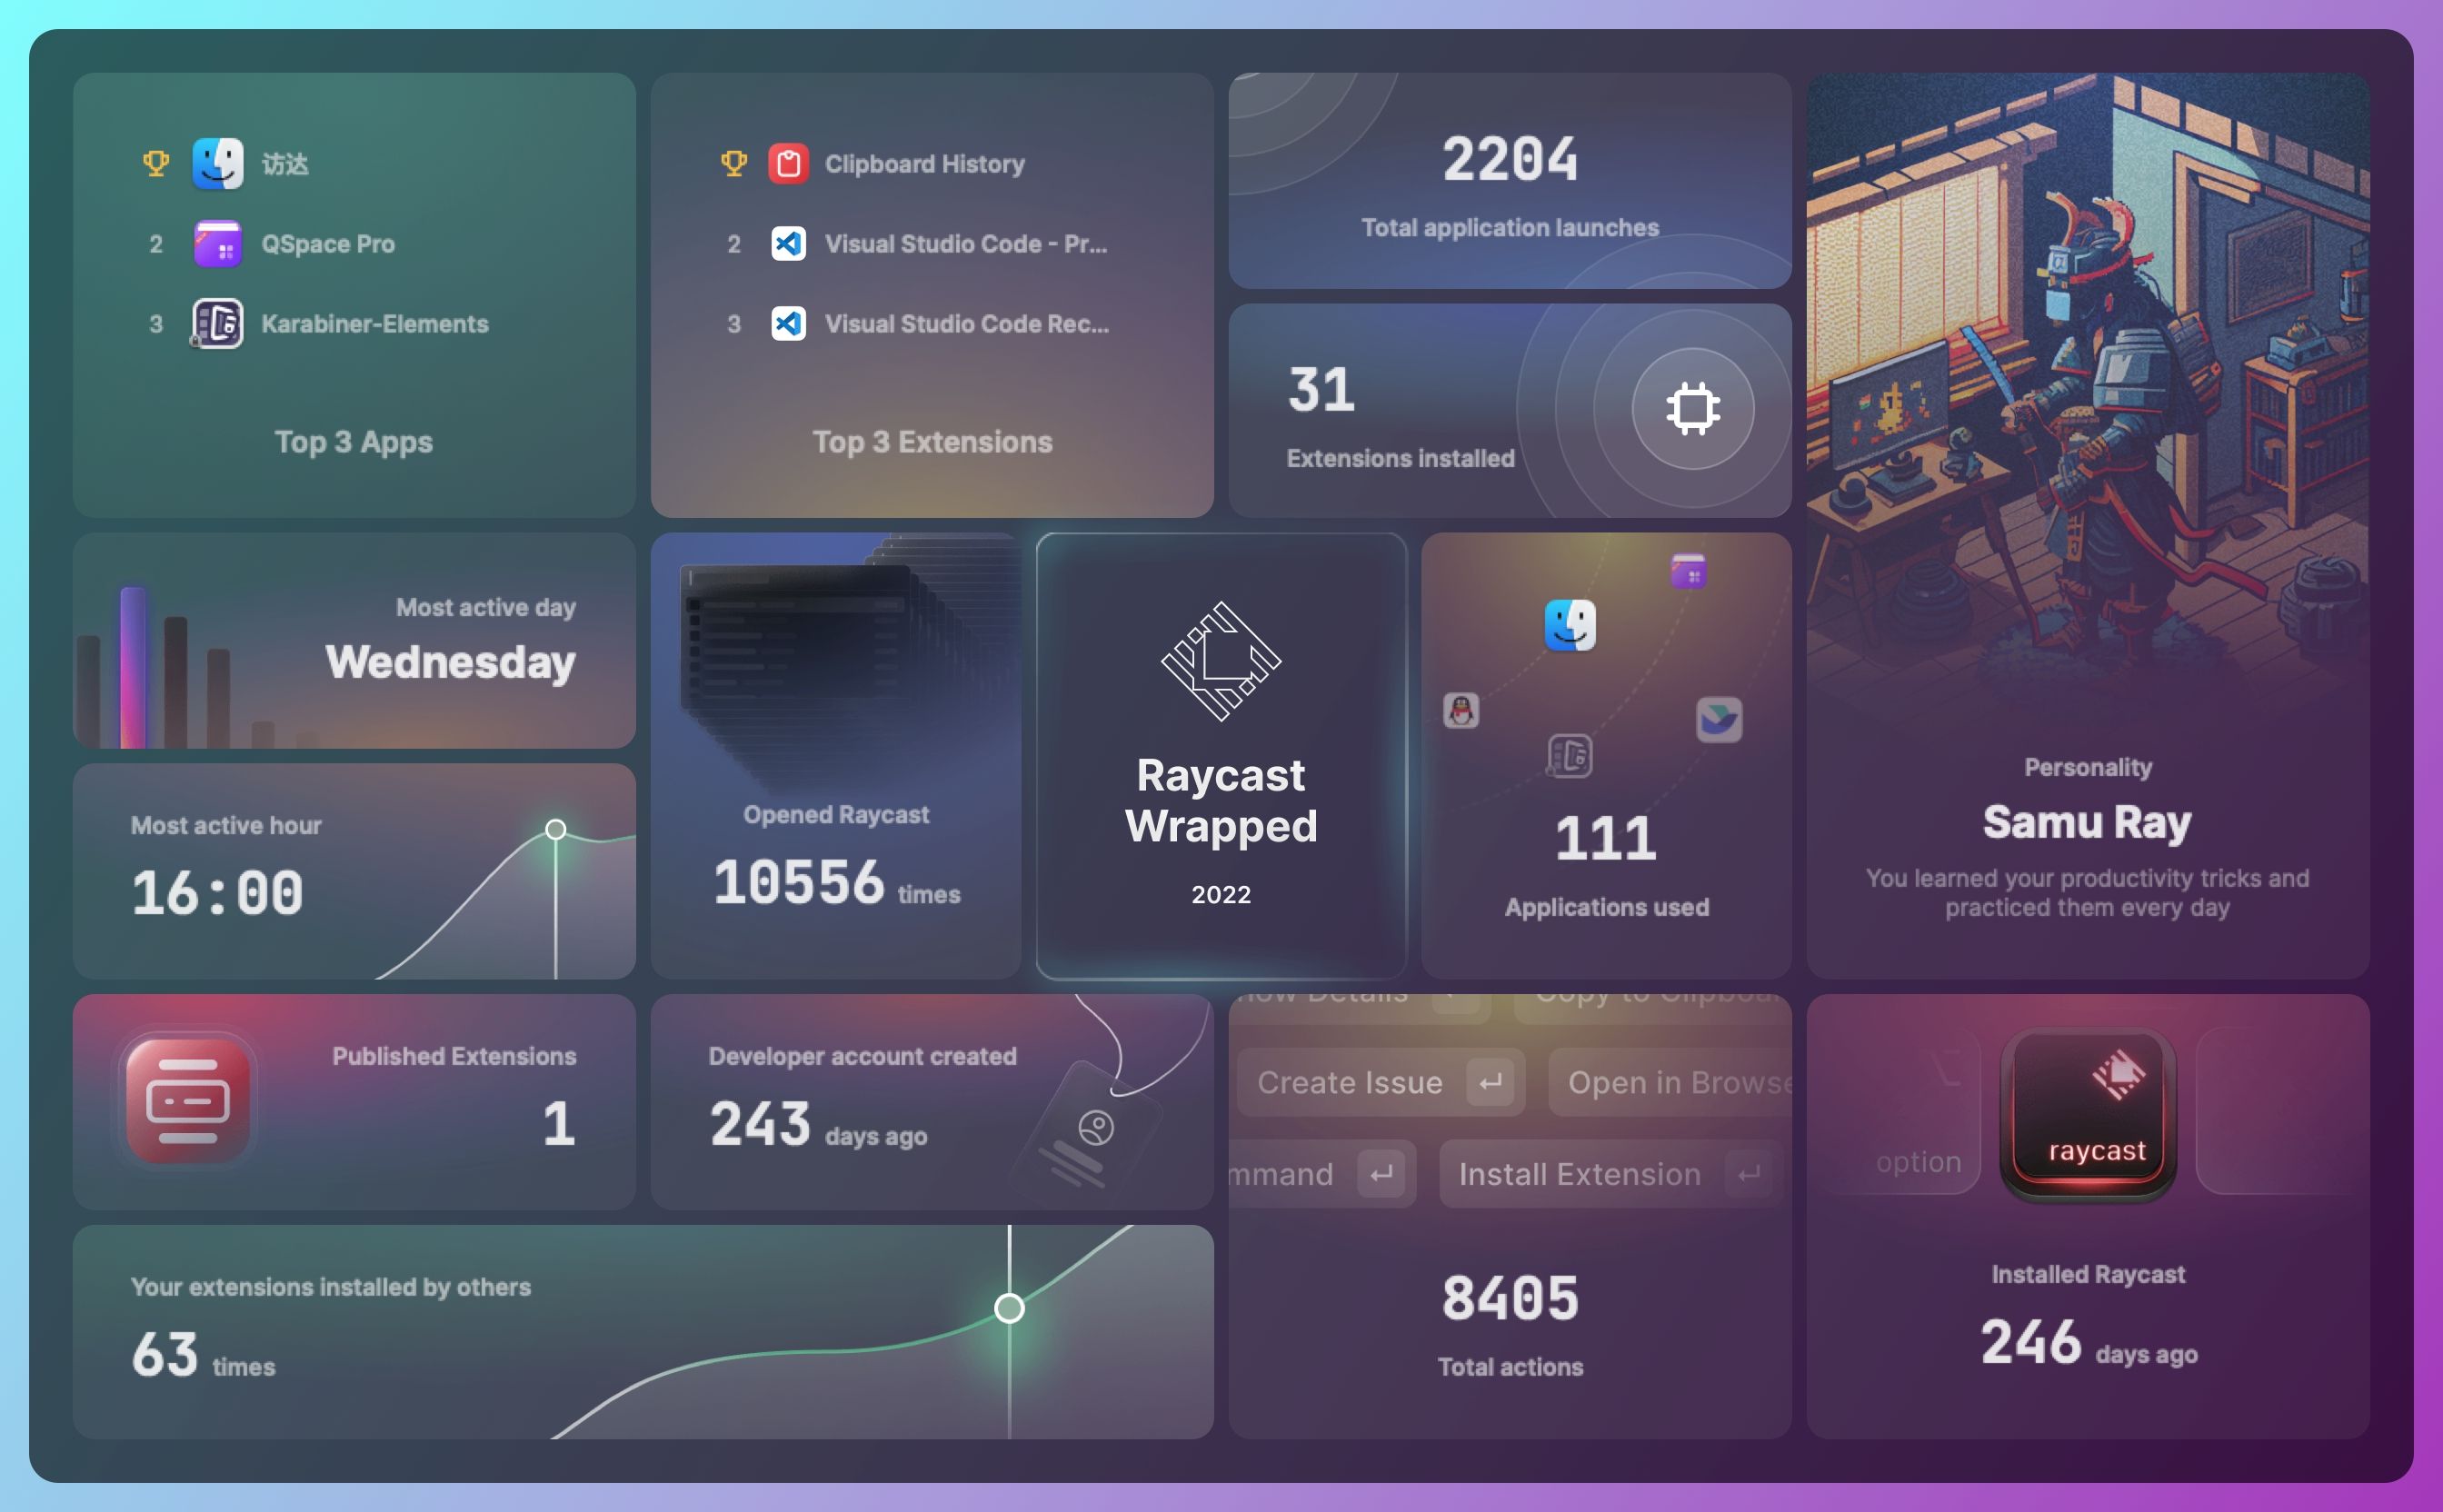 访达
2 QSpace Pro
3 Karabiner-Elements
Top 3 Apps
Clipboard History
2 Visual Studio Code - Pr...
3 Visual Studio Code Rec...
Top 3 Extensions
2204
Total application launches
31
Extensions installed
Most active day
Wednesday
Most active hour
16:00
Opened Raycast
10556 times
Raycast
Wrapped
2022
111
Applications used
Personality
Samu Ray
You learned your productivity tricks and
practiced them every day
Published Extensions
1
Developer account created
243 days ago
Your extensions installed by others
63 times
Details Copy to
Create Issue Open in Browse
mmand Install Extension
8405
Total actions
option
raycast
Installed Raycast
246 days ago